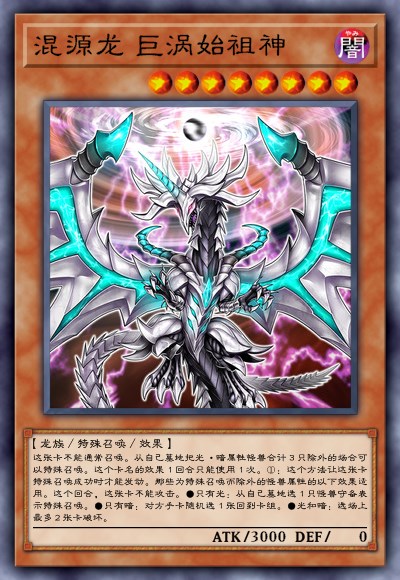 混源龙 巨涡始祖神
やみ
闇
【龙族／特殊召唤／效果】
这张卡不能通常召唤。从自己墓地把光・暗属性怪兽合计3只除外的场合可
以特殊召唤。这个卡名的效果1回合只能使用1次。①：这个方法让这张卡
特殊召唤成功时才能发动。那些为特殊召唤而除外的怪兽属性的以下效果适
用。这个回合，这张卡不能攻击。●只有光：从自己墓地选1只怪兽守备表
示特殊召唤。●只有暗：对方手卡随机选1张回到卡组。●光和暗：选场上
最多2张卡破坏。
ATK/3000 DEF/ 0